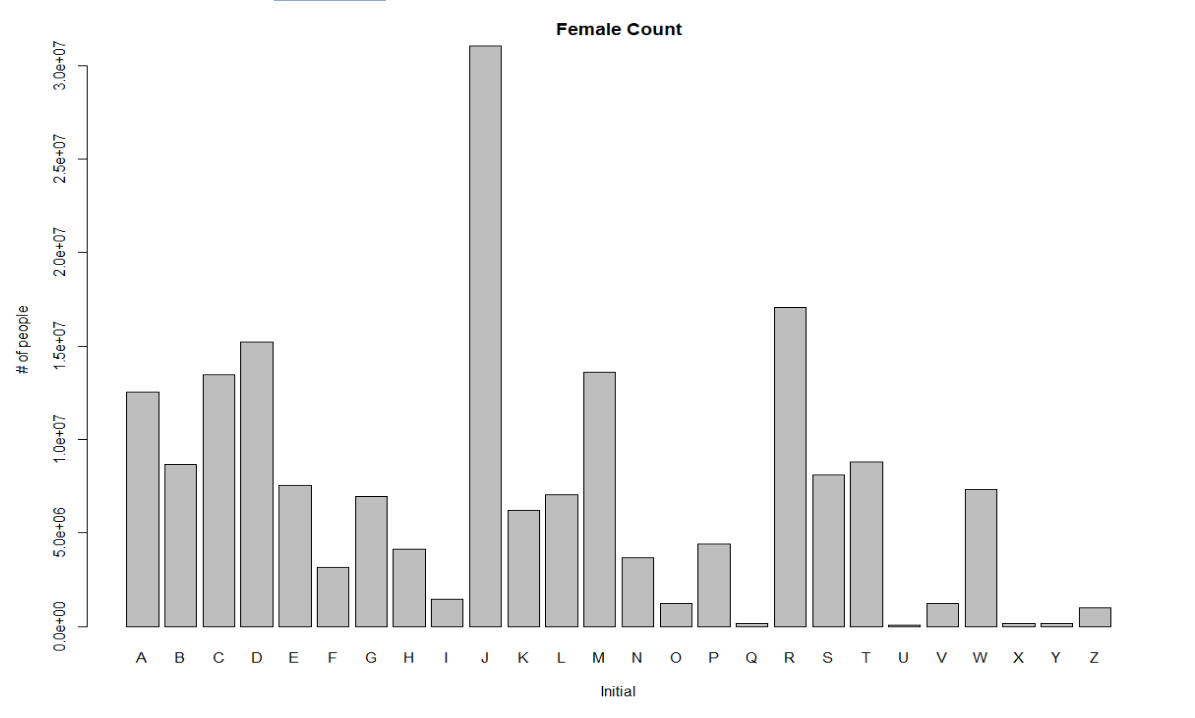 Female Count
3.0e+07
2.5e+07
2.0e+07
1.5e+07
1.0e+07
5.0e+06
0.0e+00
# of people
A B C D E F G H I J K L M N O P Q R S T U V W X Y Z
Initial